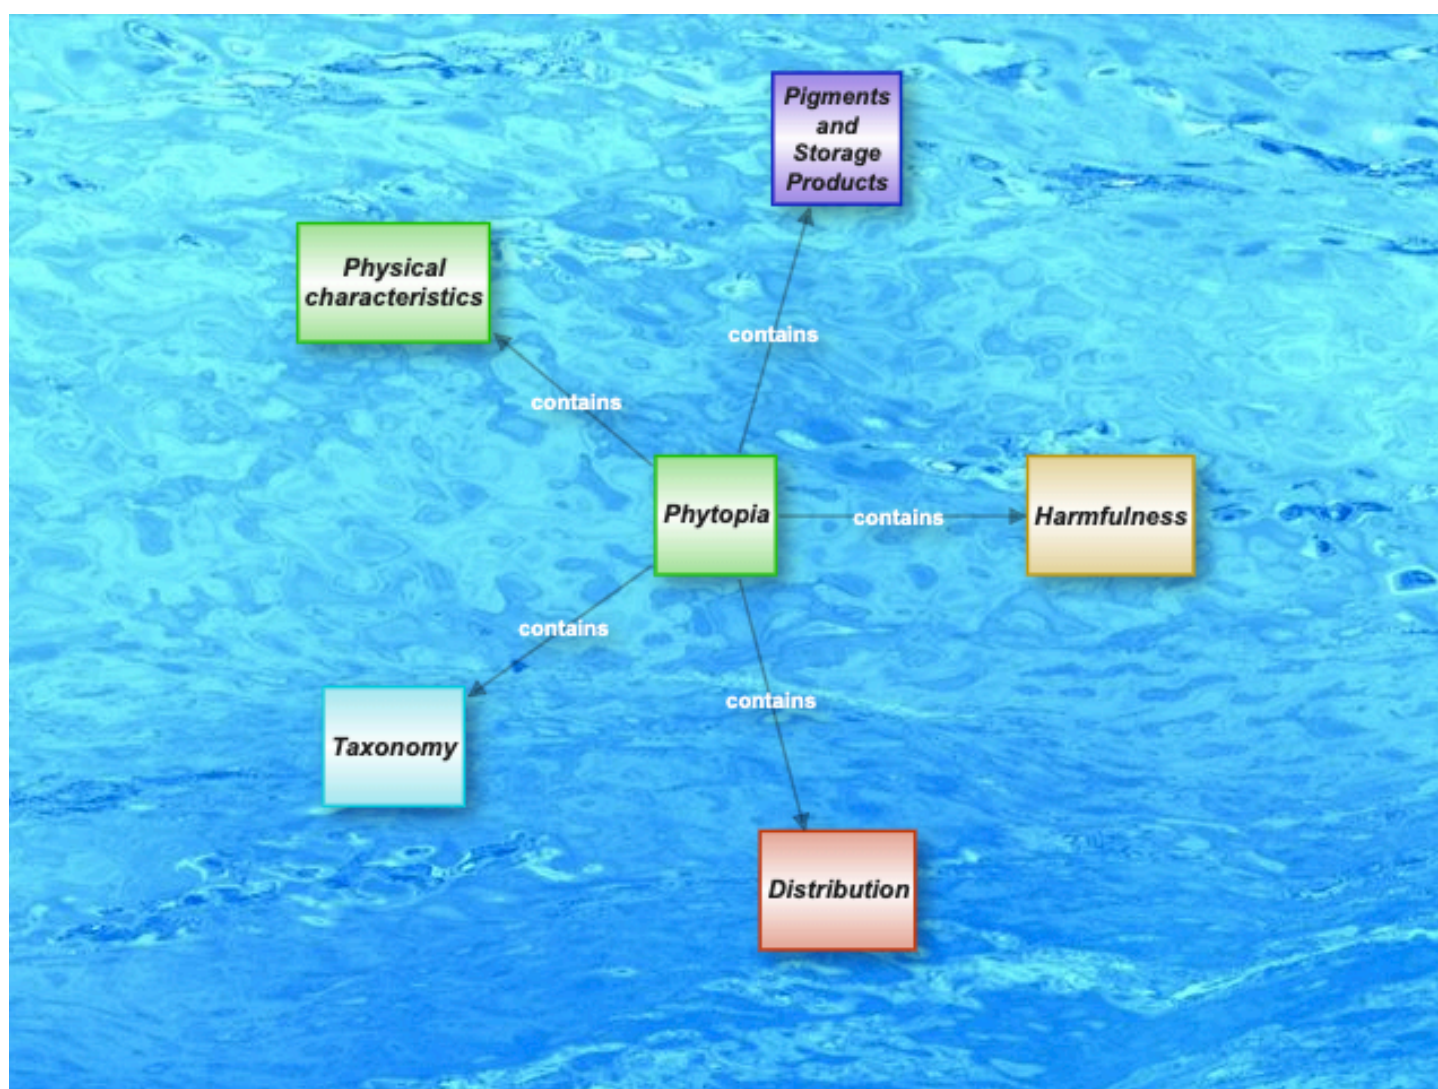 Pigments
and
Storage
Products
Physical
characteristics
contains
contains
Phytopia
contains
Harmfulness
contains
contains
Taxonomy
Distribution